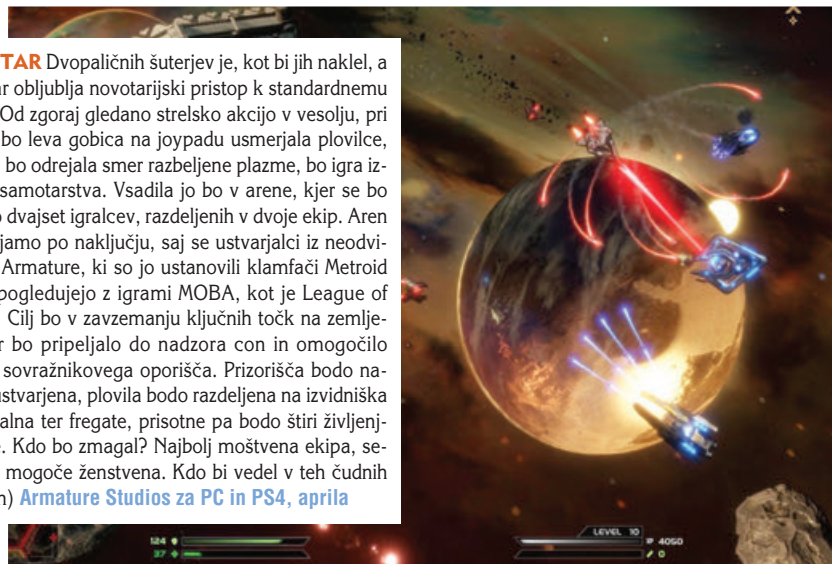 TAR Dvopaličnih šuterjev je, kot bi jih naklel, a
ar obljublja novotarijski pristop k standardnemu
Od zgoraj gledano strelsko akcijo v vesolju, pri
bo leva gobica na joypadu usmerjala plovilce,
bo odrejala smer razbeljene plazme, bo igra iz-
samotarstva. Vsadila jo bo v arene, kjer se bo
o dvajset igralcev, razdeljenih v dvoje ekip. Aren
jamo po naključju, saj se ustvarjalci iz neodvi-
Armature, ki so jo ustanovili klamfači Metroid
pogledujejo z igrami MOBA, kot je League of
Cilj bo v zavzemanju ključnih točk na zemlje-
r bo pripeljalo do nadzora con in omogočilo
sovražnikovega oporišča. Prizorišča bodo na-
ustvarjena, plovila bodo razdeljena na izvidniška
alna ter fregate, prisotne pa bodo štiri življenj-
e. Kdo bo zmagal? Najbolj moštvena ekipa, se-
mogoče ženstvena. Kdo bi vedel v teh čudnih
n) Armature Studios za PC in PS4, aprila
LEVEL 10
124 4050
37 0